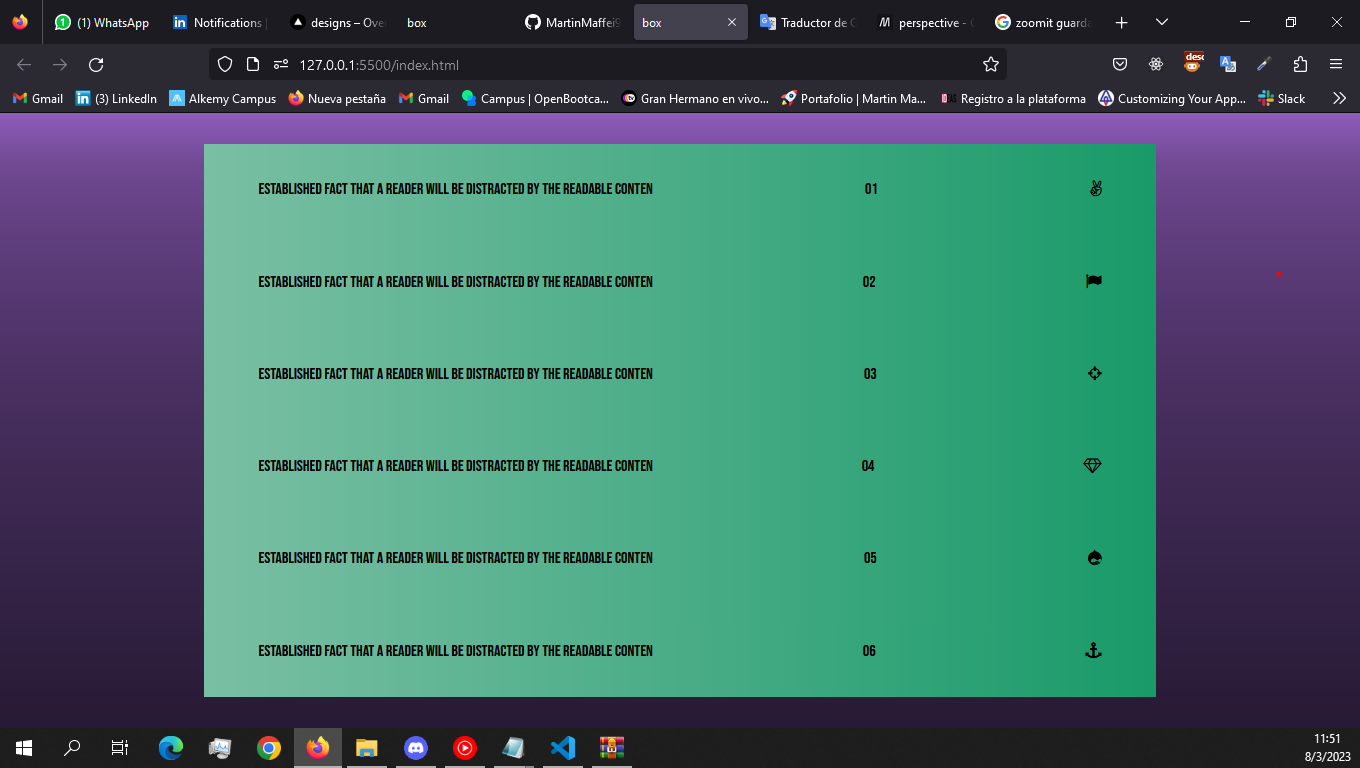 (1) WhatsApp
Notifications |
designs – Ove
box
MartinMaffei9
box
Traductor de G
perspective - C
zoomit guarda
127.0.0.1:5500/index.html
Gmail
(3) LinkedIn
Alkemy Campus
Nueva pestaña
Gmail
Campus | OpenBootca...
Gran Hermano en vivo...
Portafolio | Martin Ma...
Registro a la plataforma
Customizing Your App...
Slack
ESTABLISHED FACT THAT A READER WILL BE DISTRACTED BY THE READABLE CONTEN 01
ESTABLISHED FACT THAT A READER WILL BE DISTRACTED BY THE READABLE CONTEN 02
ESTABLISHED FACT THAT A READER WILL BE DISTRACTED BY THE READABLE CONTEN 03
ESTABLISHED FACT THAT A READER WILL BE DISTRACTED BY THE READABLE CONTEN 04
ESTABLISHED FACT THAT A READER WILL BE DISTRACTED BY THE READABLE CONTEN 05
ESTABLISHED FACT THAT A READER WILL BE DISTRACTED BY THE READABLE CONTEN 06
11:51
8/3/2023